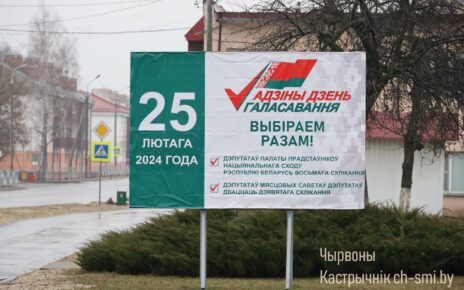 25
ЛЮТАГА
2024 ГОДА
АДЗІНЫ ДЗЕНЬ
ГАЛАСАВАННЯ
ВЫБІРАЕМ
РАЗАМ!
ДЭПУТАТАЎ ПАЛАТЫ ПРАДСТАЎНІКОЎ
НАЦЫЯНАЛЬНАГА СХОДУ
РЭСПУБЛІКІ БЕЛАРУСЬ ВОСЬМАГА СКЛІКАННЯ
ДЭПУТАТАЎ МЯСЦОВЫХ САВЕТАЎ ДЭПУТАТАЎ
ДВАЦЦАЦЬ ДЗЯВЯТАГА СКЛІКАННЯ
Чырвоны
Кастрычнік ch-smi.by